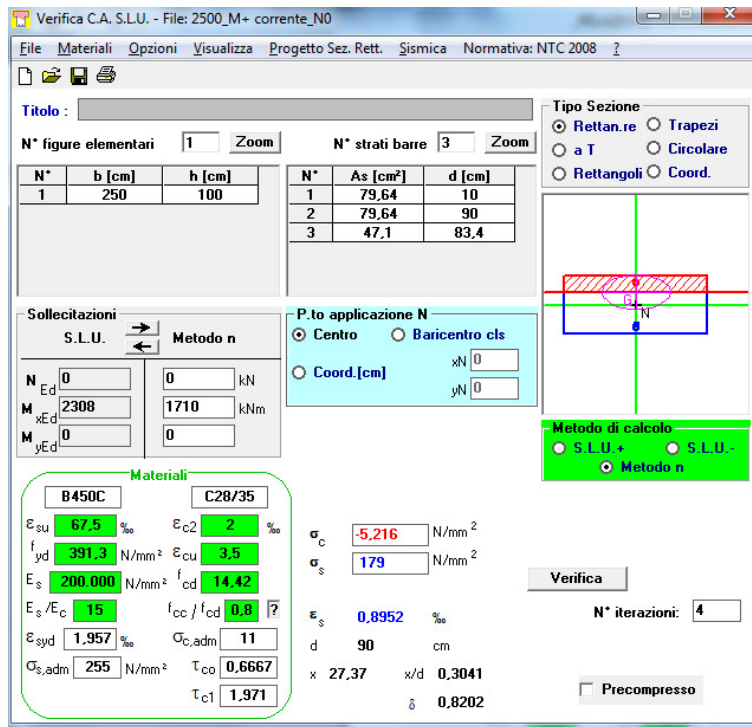 Verifica C.A. S.L.U. - File: 2500_M+ corrente_N0
File Materiali Opzioni Visualizza Progetto Sez. Rett. Sismica Normativa: NTC 2008 ?
Titolo :
N° figure elementari 1 Zoom
N° strati barre 3 Zoom
N° b [cm] h [cm]
1 250 100
N° As [cm²] d [cm]
1 79,64 10
2 79,64 90
3 47,1 83,4
Tipo Sezione
Rettan.re Trapezi
a T Circolare
Rettangoli Coord.
G
N
Sollecitazioni
S.L.U. Metodo n
N Ed 0 0 kN
M xEd 2308 1710 kNm
M yEd 0 0
P.to applicazione N
Centro Baricentro cls
Coord.[cm]
xN 0
yN 0
Metodo di calcolo
S.L.U.+ S.L.U.-
Metodo n
Materiali
B450C C28/35
εsu 67,5 ‰ εc2 2 ‰
fyd 391,3 N/mm² εcu 3,5
Es 200.000 N/mm² fcd 14,42
Es/Ec 15 fcc / fcd 0,8 ?
εsyd 1,957 ‰ σc,adm 11
σs,adm 255 N/mm² τco 0,6667
τc1 1,971
σc -5,216 N/mm²
σs 179 N/mm²
εs 0,8952 ‰
d 90 cm
x 27,37 x/d 0,3041
δ 0,8202
Verifica
N° iterazioni: 4
Precompresso